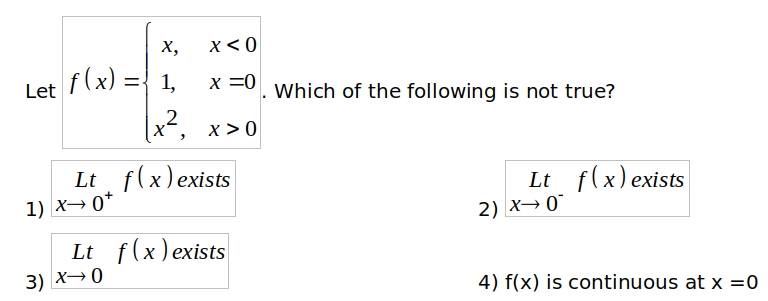 Let f(x) = { x, x < 0
1, x = 0
x², x > 0 . Which of the following is not true?
1) Lt x→0⁺ f(x) exists
2) Lt x→0⁻ f(x) exists
3) Lt x→0 f(x) exists
4) f(x) is continuous at x =0